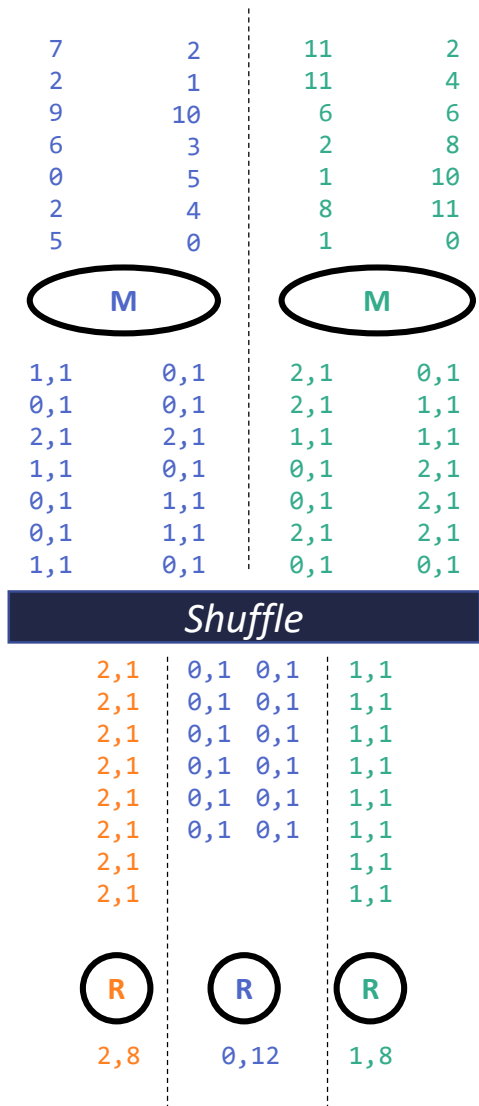 7 2 11 2
2 1 11 4
9 10 6 6
6 3 2 8
0 5 1 10
2 4 8 11
5 0 1 0
M M
1,1 0,1 2,1 0,1
0,1 0,1 2,1 1,1
2,1 2,1 1,1 1,1
1,1 0,1 0,1 2,1
0,1 1,1 0,1 2,1
0,1 1,1 2,1 2,1
1,1 0,1 0,1 0,1
Shuffle
2,1 0,1 0,1 1,1
2,1 0,1 0,1 1,1
2,1 0,1 0,1 1,1
2,1 0,1 0,1 1,1
2,1 0,1 0,1 1,1
2,1 0,1 0,1 1,1
2,1 1,1
2,1 1,1
R R R
2,8 0,12 1,8